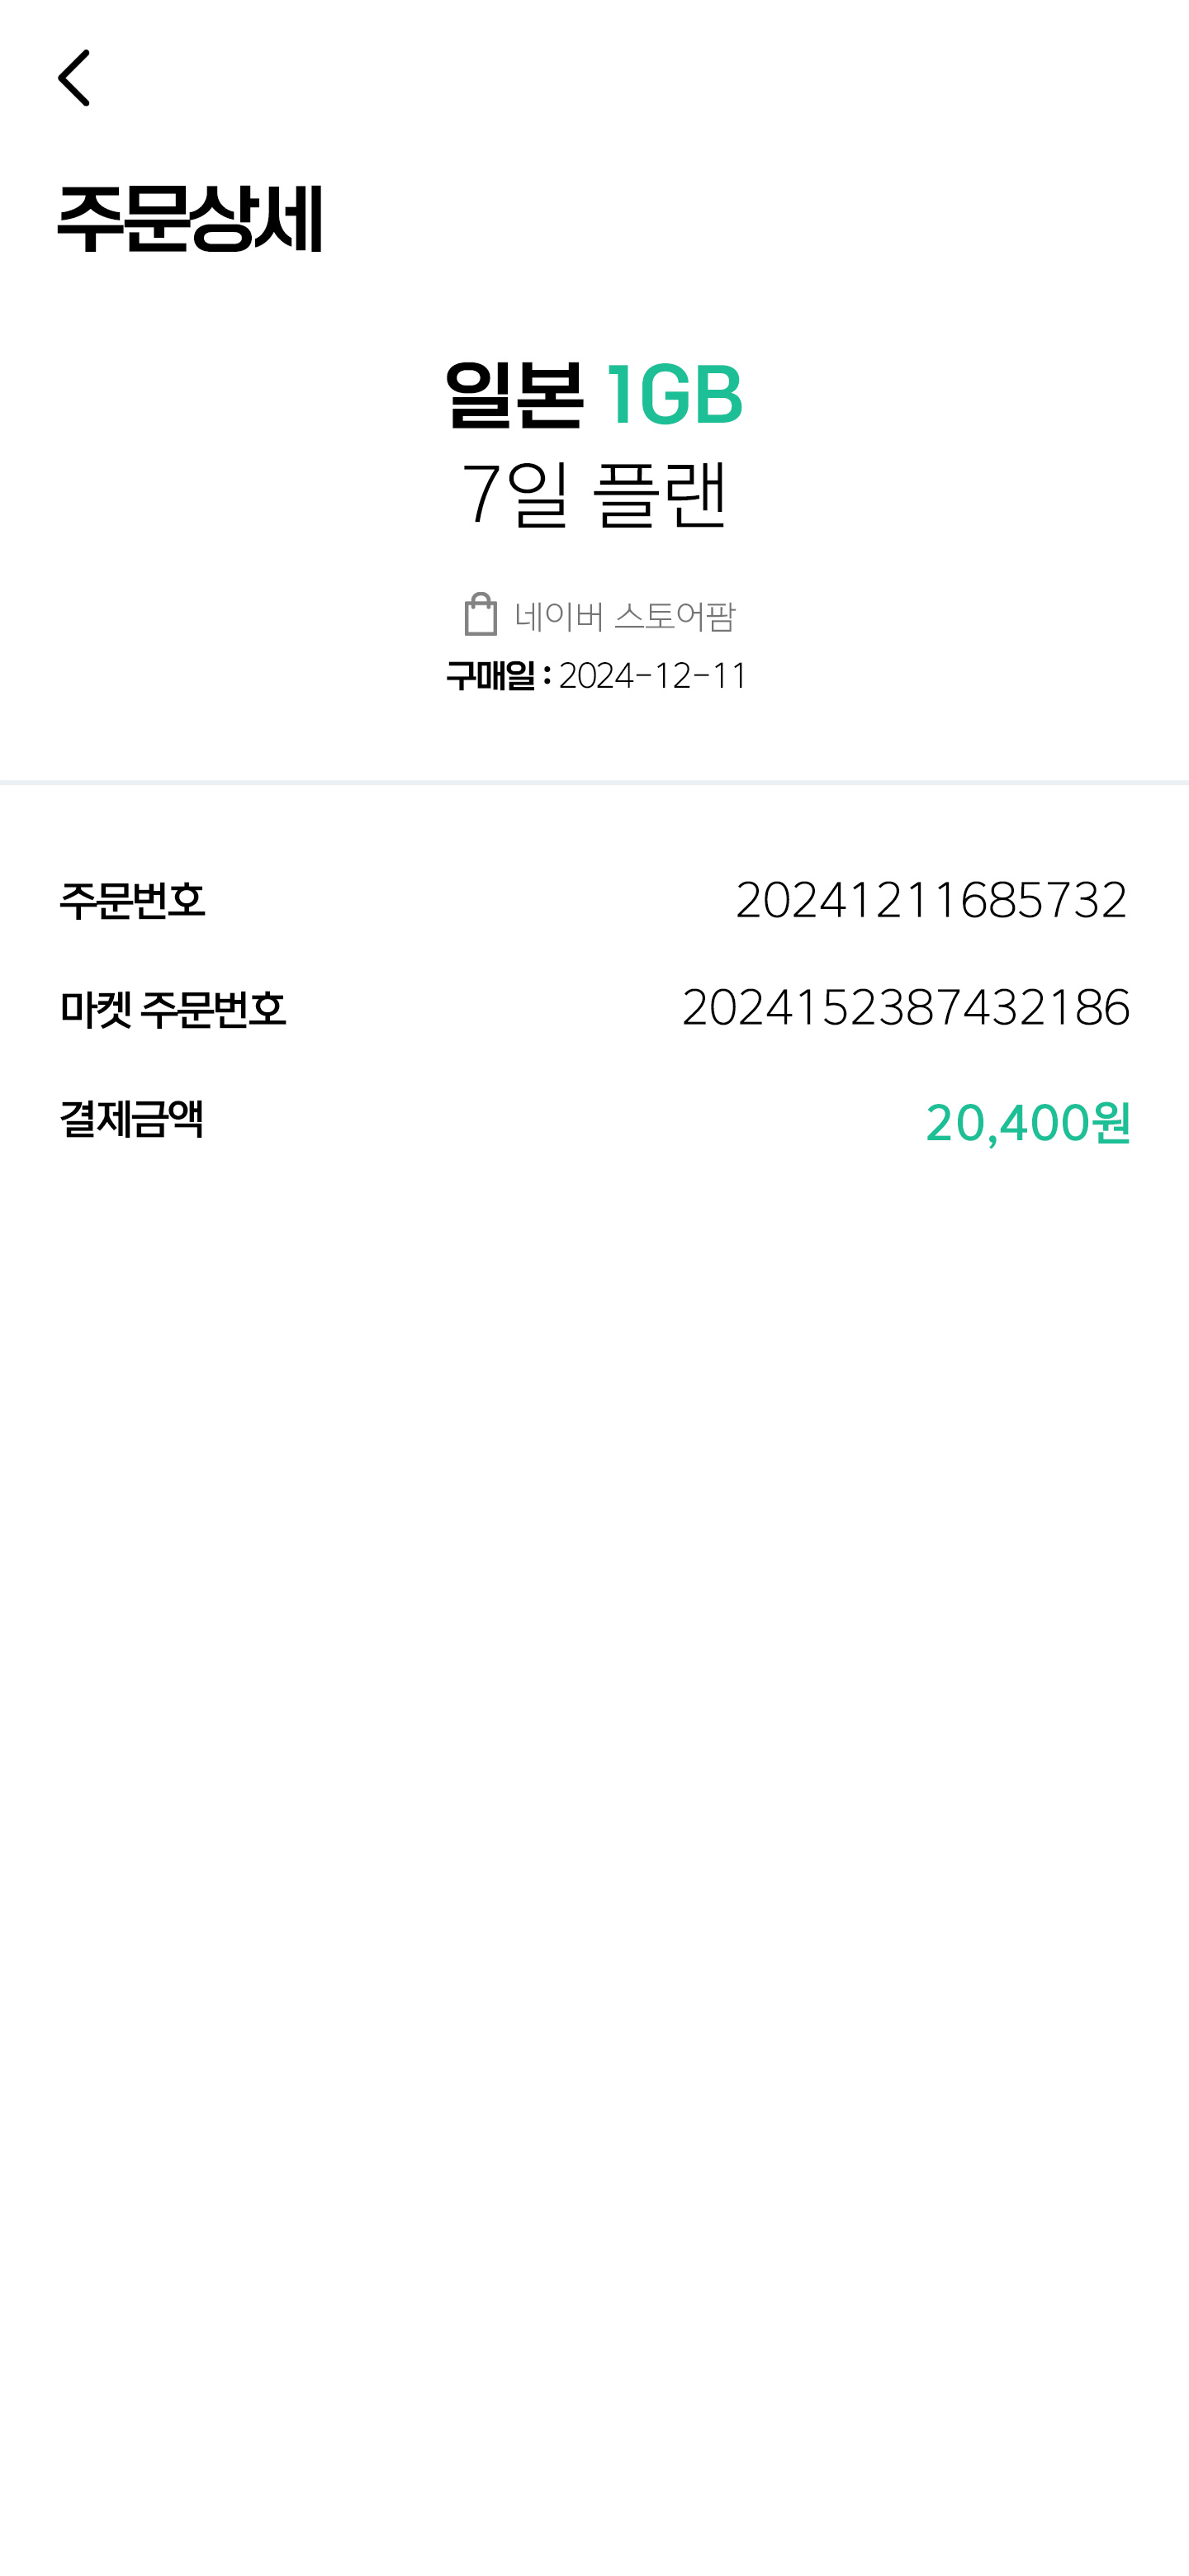 주문상세
일본 1GB
7일 플랜
네이버 스토어팜
구매일 : 2024-12-11
주문번호 20241211685732
마켓 주문번호 2024152387432186
결제금액 20,400원